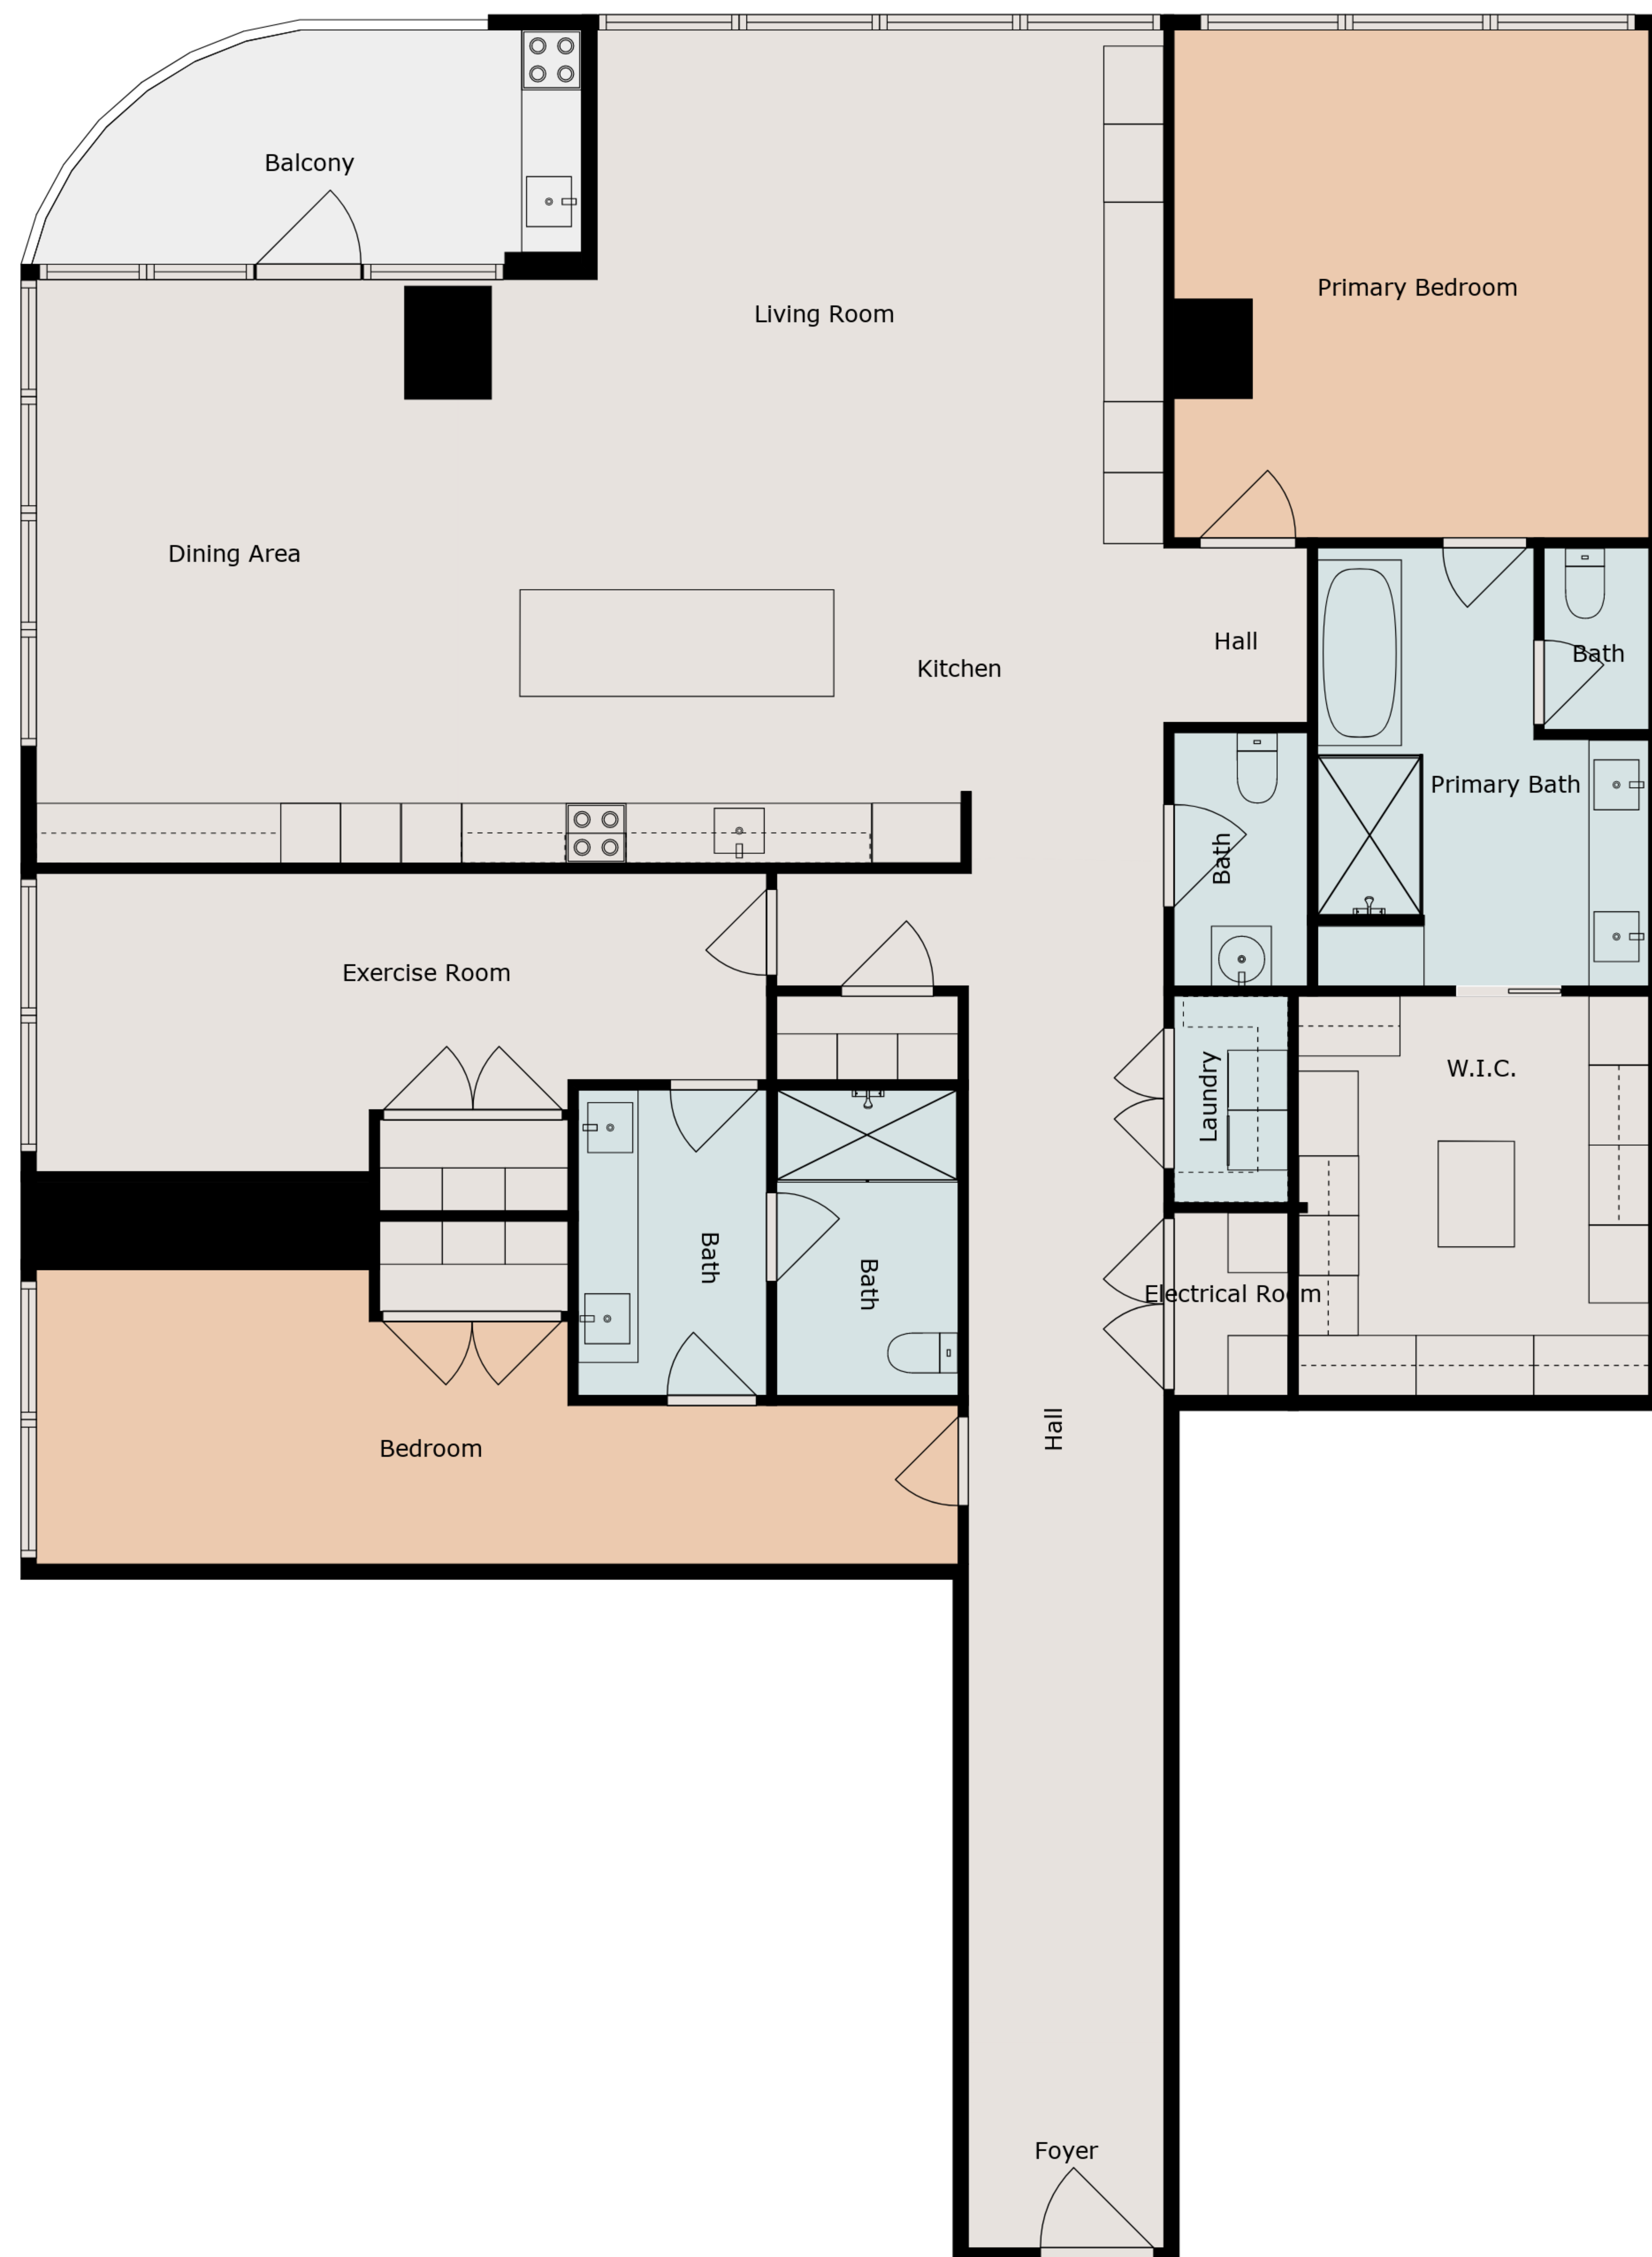 Balcony
Primary Bedroom
Living Room
Dining Area
Hall
Bath
Kitchen
Primary Bath
Bath
Exercise Room
W.I.C.
Laundry
Bath
Bath
Electrical Room
Hall
Bedroom
Foyer